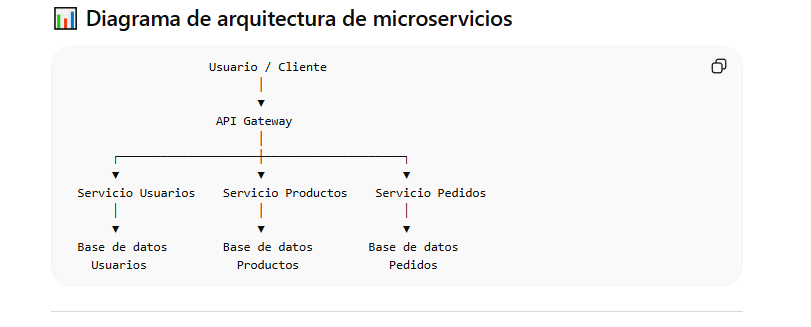 Diagrama de arquitectura de microservicios
Usuario / Cliente
API Gateway
Servicio Usuarios Servicio Productos Servicio Pedidos
Base de datos Base de datos Base de datos
Usuarios Productos Pedidos